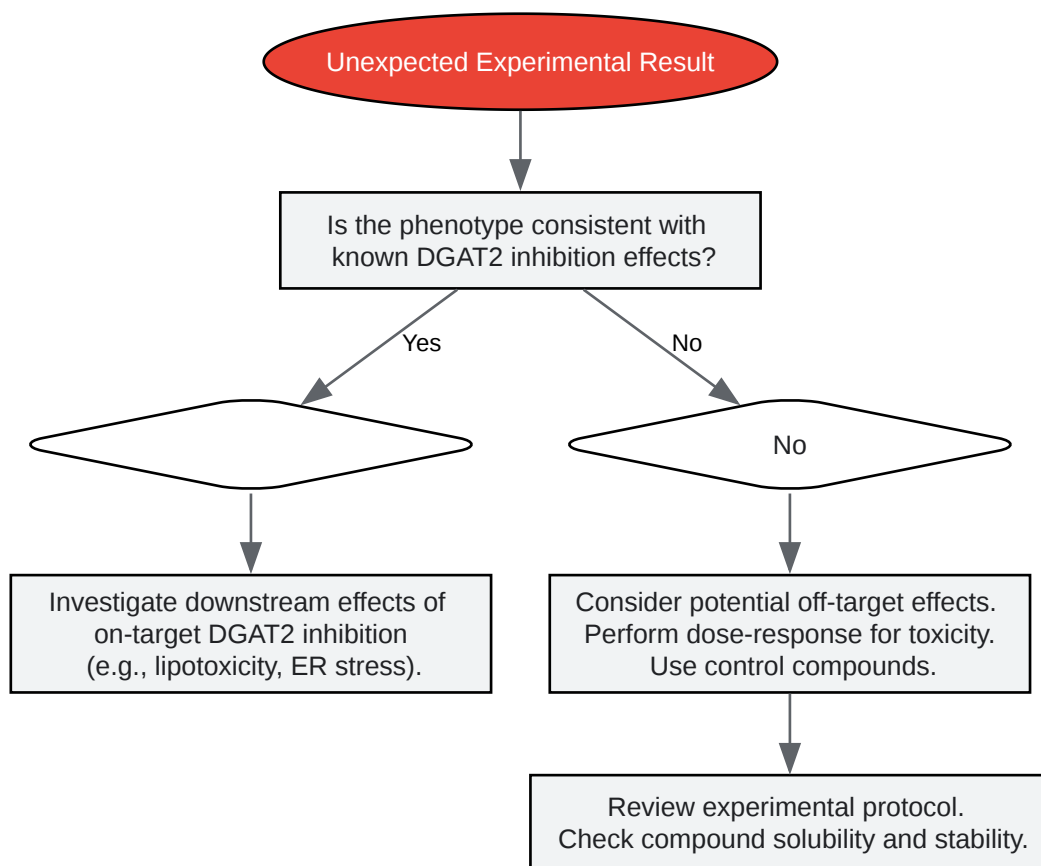 Unexpected Experimental Result
Is the phenotype consistent with
known DGAT2 inhibition effects?
Yes
No
No
Investigate downstream effects of
on-target DGAT2 inhibition
(e.g., lipotoxicity, ER stress).
Consider potential off-target effects.
Perform dose-response for toxicity.
Use control compounds.
Review experimental protocol.
Check compound solubility and stability.